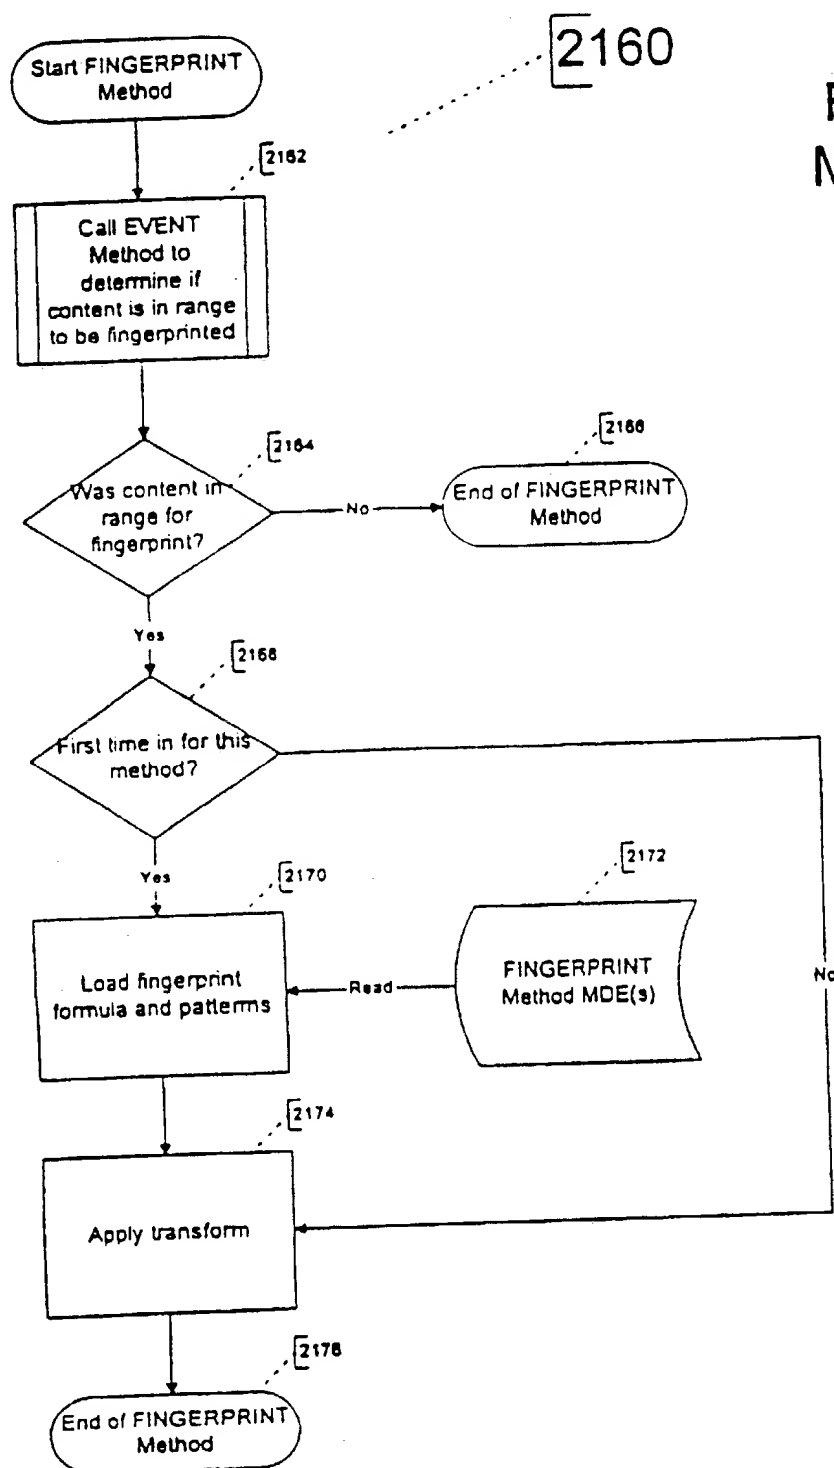 2160
Start FINGERPRINT
Method
2162
Call EVENT
Method to
determine if
content is in range
to be fingerprinted
2164
Was content in
range for
fingerprint?
No
2166
End of FINGERPRINT
Method
Yes
2168
First time in for this
method?
No
Yes
2170
Load fingerprint
formula and patterns
Read
2172
FINGERPRINT
Method MDE(s)
2174
Apply transform
2176
End of FINGERPRINT
Method